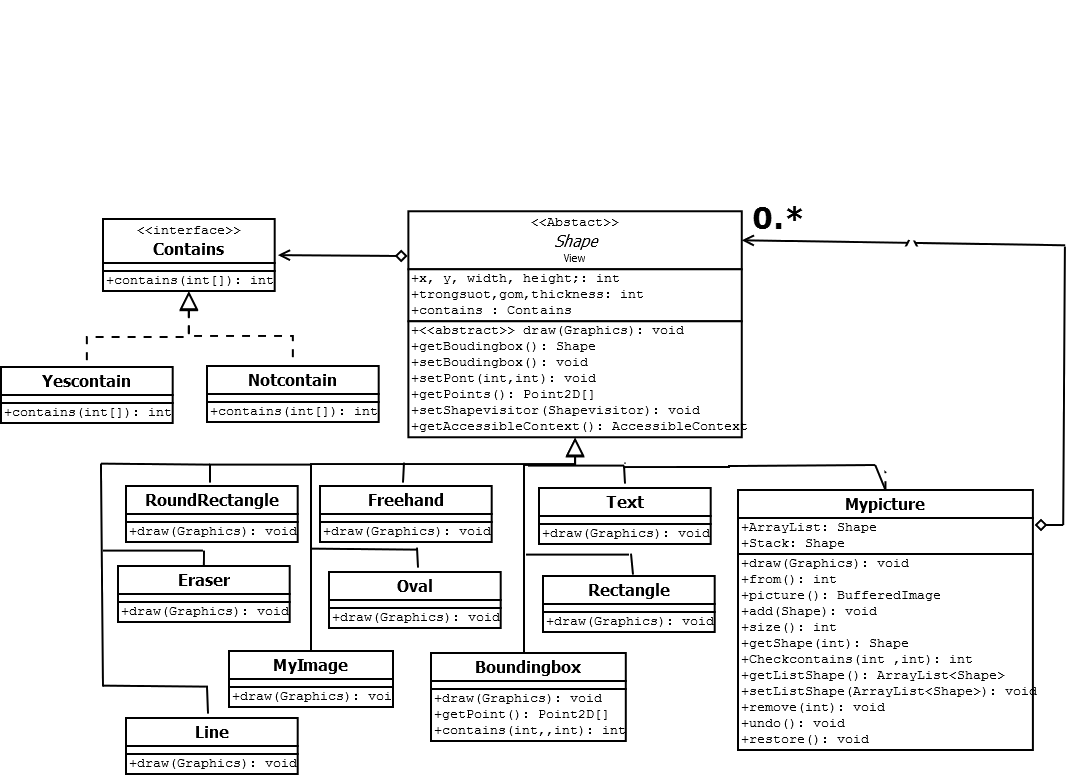 0.*
<<interface>>
Contains
+contains(int[]): int
<<Abstact>>
Shape
View
+x, y, width, height;: int
+trongsuot,gom,thickness: int
+contains : Contains
+<<abstract>> draw(Graphics): void
+getBoudingbox(): Shape
+setBoudingbox(): void
+setPont(int,int): void
+getPoints(): Point2D[]
+setShapevisitor(Shapevisitor): void
+getAccessibleContext(): AccessibleContext
Yescontain
+contains(int[]): int
Notcontain
+contains(int[]): int
RoundRectangle
+draw(Graphics): void
Freehand
+draw(Graphics): void
Text
+draw(Graphics): void
Mypicture
+ArrayList: Shape
+Stack: Shape
+draw(Graphics): void
+from(): int
+picture(): BufferedImage
+add(Shape): void
+size(): int
+getShape(int): Shape
+Checkcontains(int ,int): int
+getListShape(): ArrayList<Shape>
+setListShape(ArrayList<Shape>): void
+remove(int): void
+undo(): void
+restore(): void
Eraser
+draw(Graphics): void
Oval
+draw(Graphics): void
Rectangle
+draw(Graphics): void
MyImage
+draw(Graphics): voi
Boundingbox
+draw(Graphics): void
+getPoint(): Point2D[]
+contains(int,,int): int
Line
+draw(Graphics): void